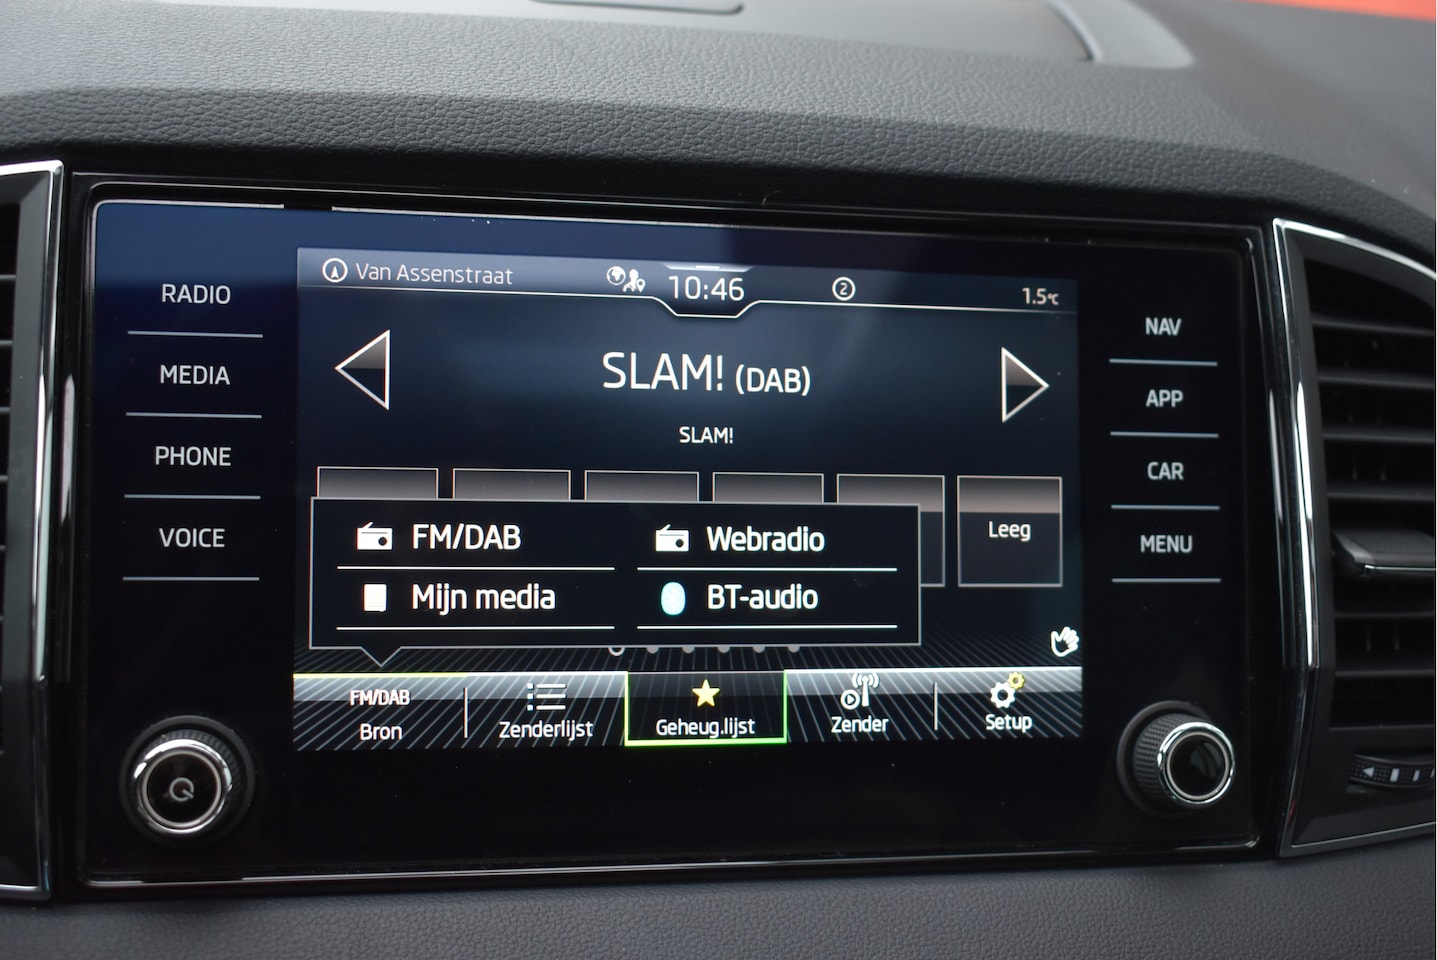 Van Assenstraat
10:46
2
1.5°C
RADIO
MEDIA
PHONE
VOICE
SLAM! (DAB)
SLAM!
Leeg
FM/DAB
Webradio
Mijn media
BT-audio
FM/DAB
Bron
Zenderlijst
Geheug.lijst
Zender
Setup
NAV
APP
CAR
MENU